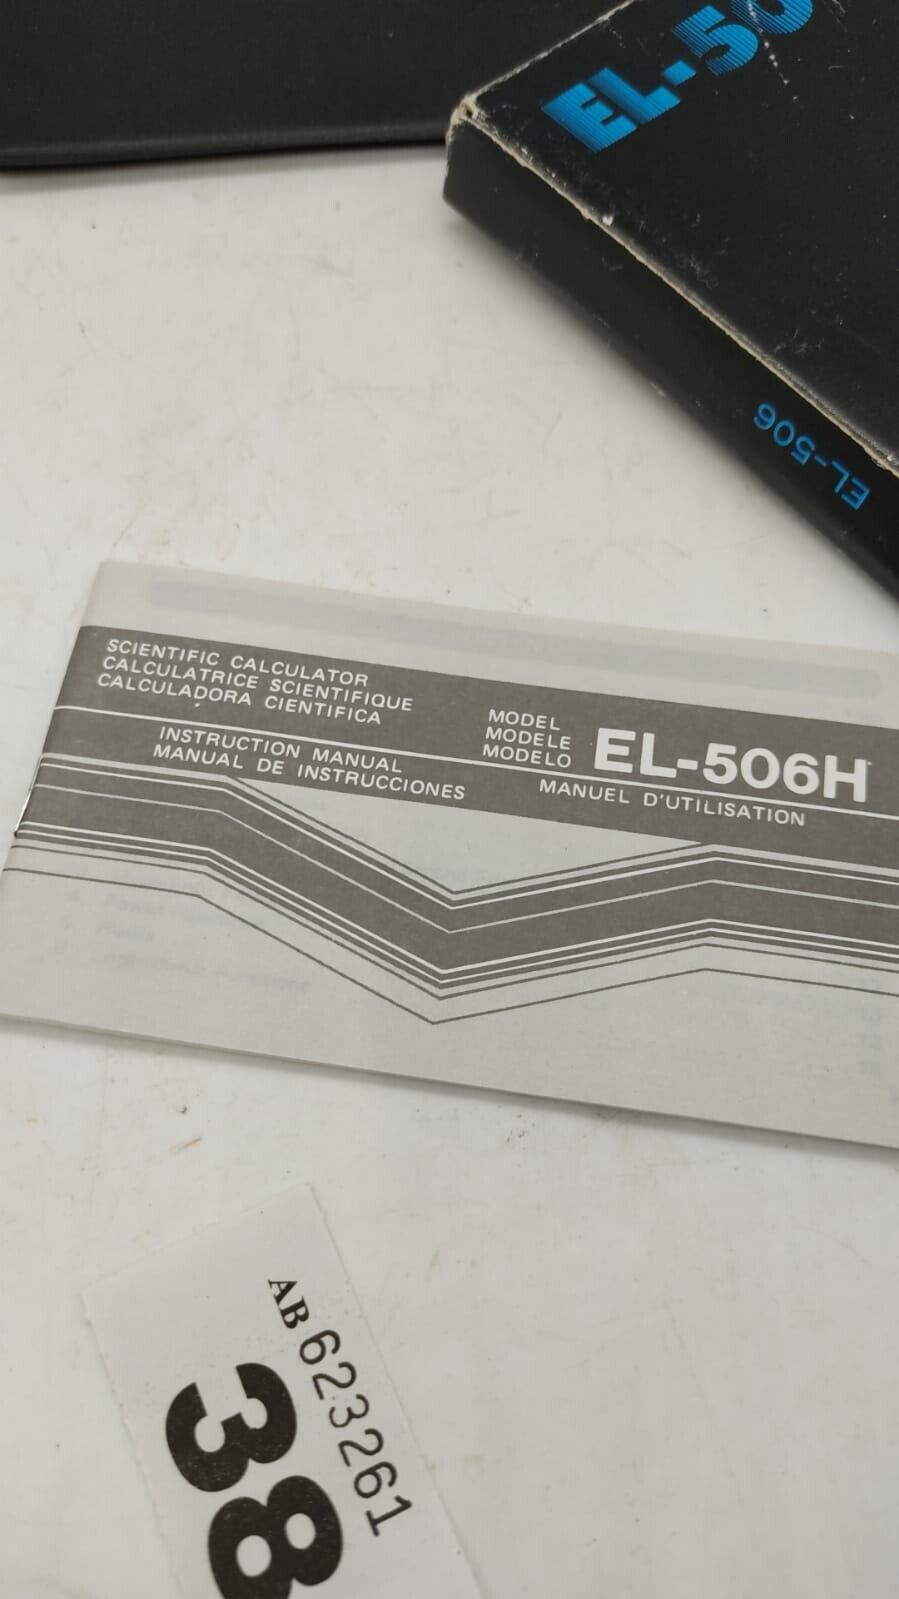 EL-50
EL-506
SCIENTIFIC CALCULATOR
CALCULATRICE SCIENTIFIQUE
CALCULADORA CIENTIFICA
MODEL
MODELE
MODELO
EL-506H
INSTRUCTION MANUAL
MANUAL DE INSTRUCCIONES
MANUEL D'UTILISATION
AB 623261
38